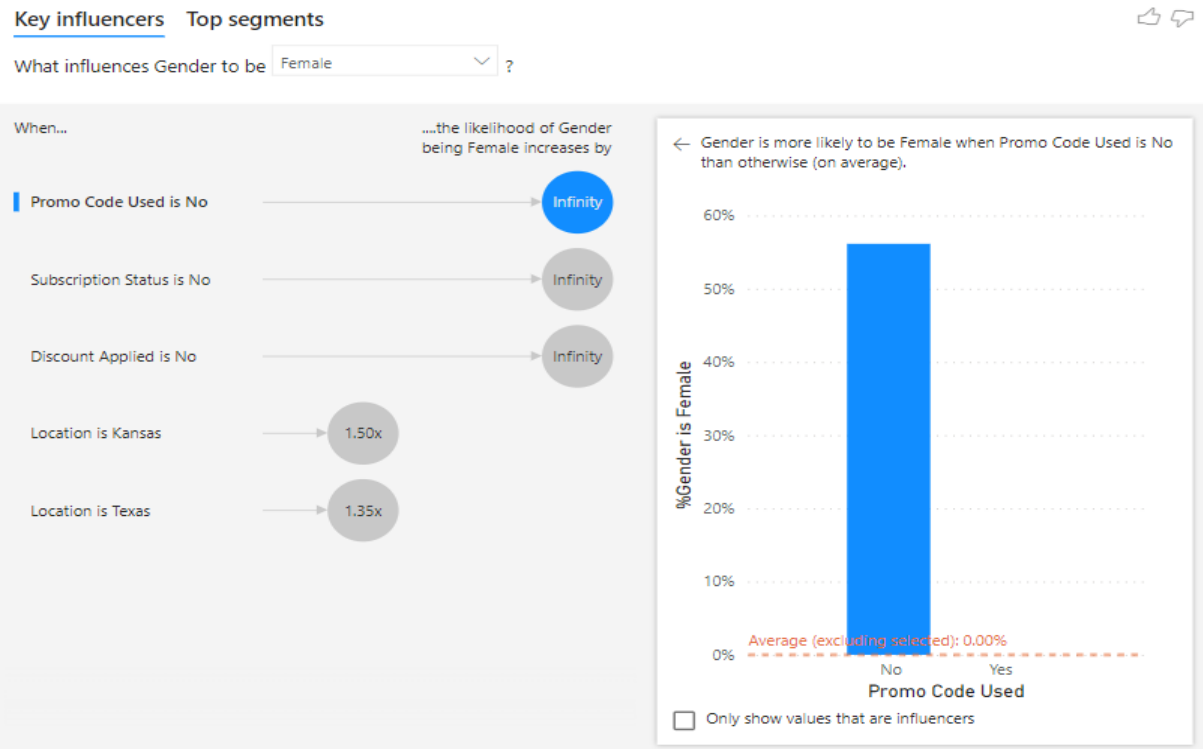 Key influencers Top segments
What influences Gender to be Female ?
When...
....the likelihood of Gender
being Female increases by
Promo Code Used is No
Infinity
Subscription Status is No
Infinity
Discount Applied is No
Infinity
Location is Kansas
1.50x
Location is Texas
1.35x
Gender is more likely to be Female when Promo Code Used is No
than otherwise (on average).
60%
50%
40%
30%
20%
10%
0%
%Gender is Female
Average (excluding selected): 0.00%
No Yes
Promo Code Used
Only show values that are influencers